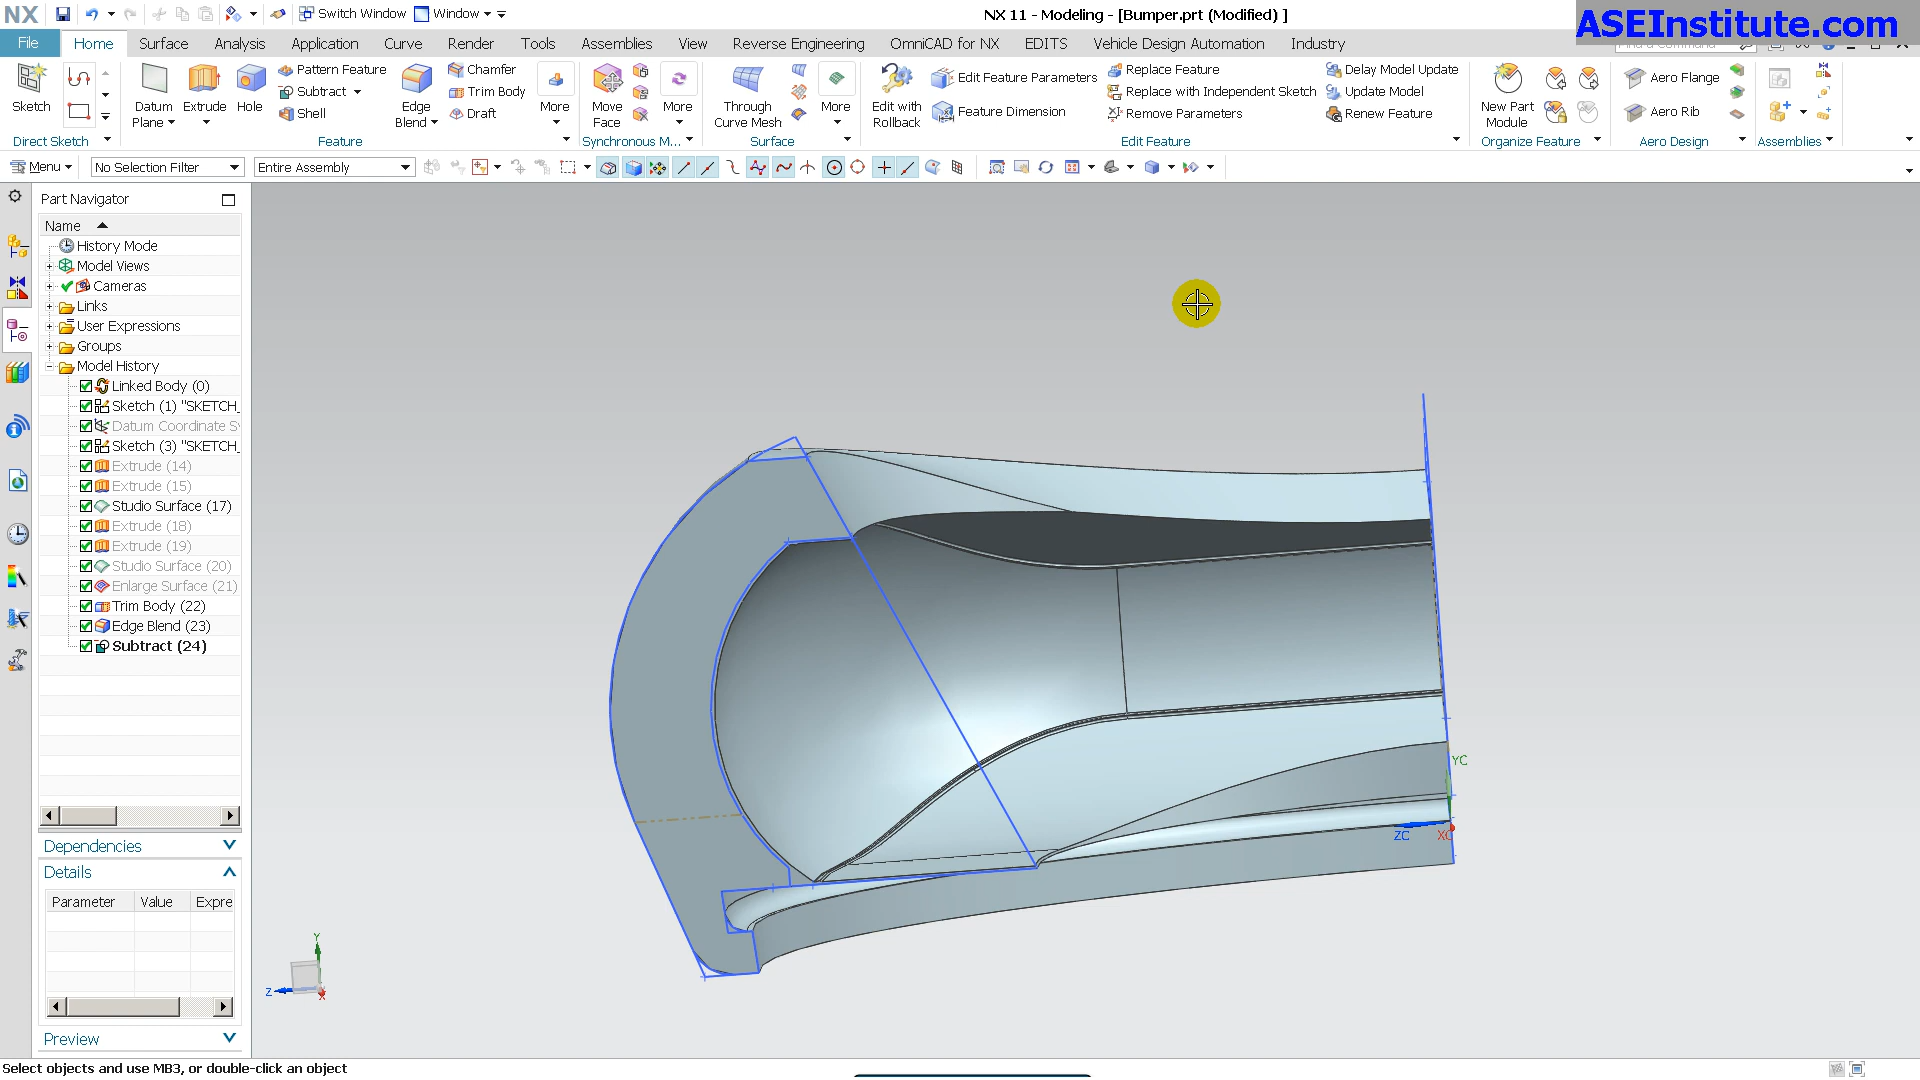 NX Switch Window Window NX 11 - Modeling - [Bumper.prt (Modified) ] ASEInstitute.com
File Home Surface Analysis Application Curve Render Tools Assemblies View Reverse Engineering OmniCAD for NX EDITS Vehicle Design Automation Industry
Pattern Feature Chamfer Replace Feature Delay Model Update
Edit Feature Parameters Aero Flange
Subtract Trim Body Replace with Independent Sketch Update Model
Sketch Datum Plane Extrude Hole Edge Blend More Move Face More Through Curve Mesh More Edit with Rollback New Part Module
Shell Draft Feature Dimension Remove Parameters Renew Feature Aero Rib
Direct Sketch Feature Synchronous M... Surface Edit Feature Organize Feature Aero Design Assemblies
Menu No Selection Filter Entire Assembly
Part Navigator
Name
History Mode
Model Views
Cameras
Links
User Expressions
Groups
Model History
Linked Body (0)
Sketch (1) "SKETCH_
Datum Coordinate S
Sketch (3) "SKETCH_
Extrude (14)
Extrude (15)
Studio Surface (17)
Extrude (18)
Extrude (19)
Studio Surface (20)
Enlarge Surface (21)
Trim Body (22)
Edge Blend (23)
Subtract (24)
YC
ZC XC
Dependencies
Details
Parameter Value Expre
Y
Z X
Preview
Select objects and use MB3, or double-click an object